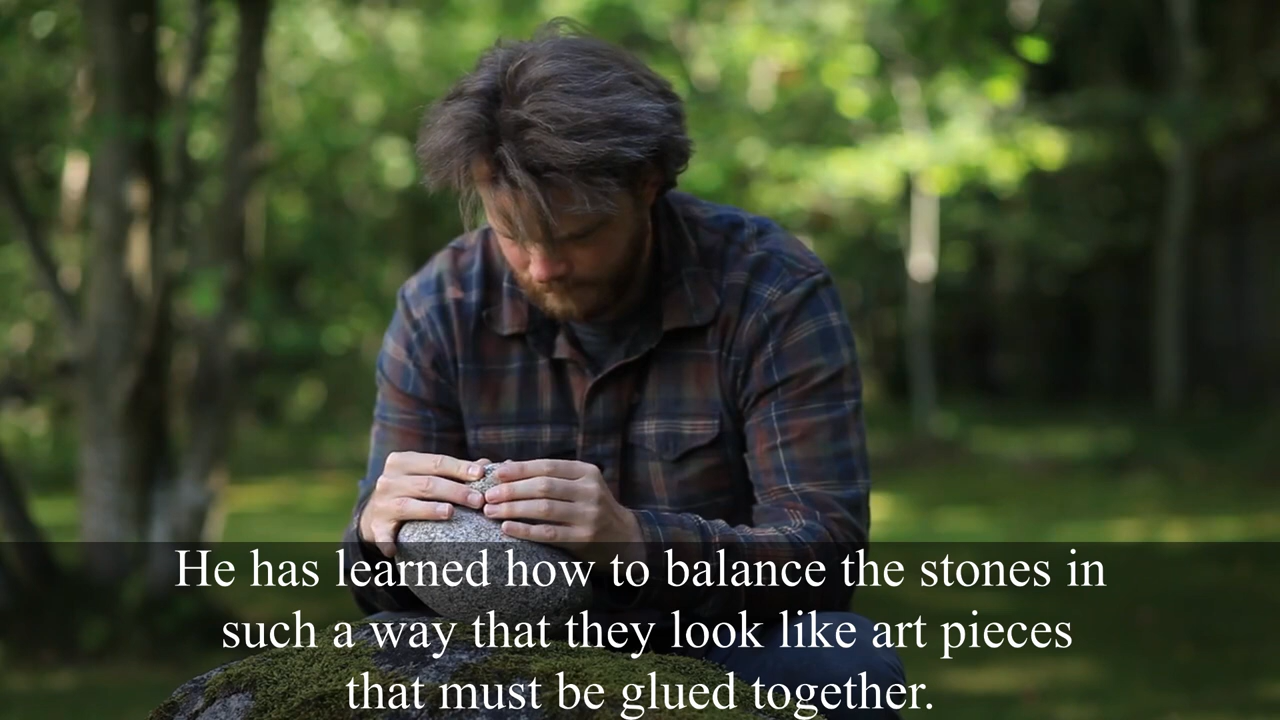 He has learned how to balance the stones in
such a way that they look like art pieces
that must be glued together.